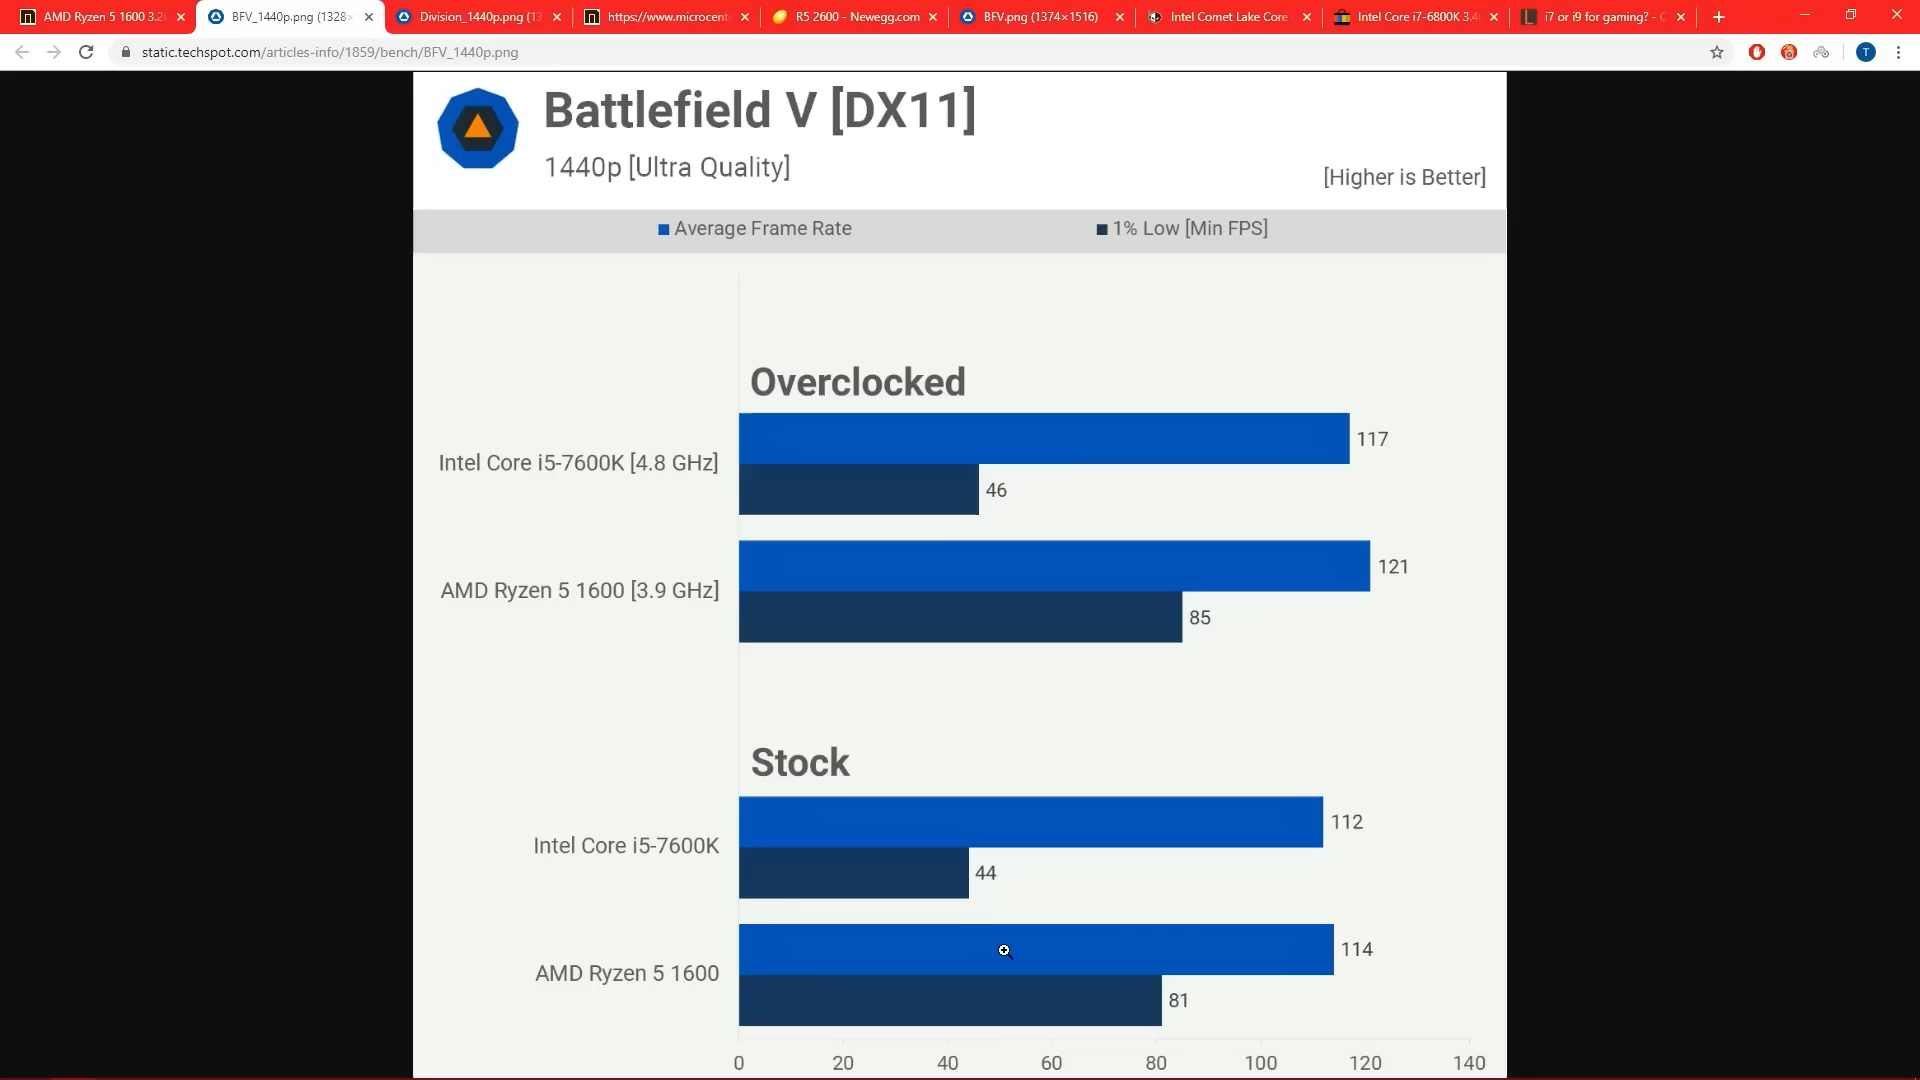 AMD Ryzen 5 1600 3.2
BFV_1440p.png (1328×
Division_1440p.png (13
https://www.microcent
R5 2600 - Newegg.com
BFV.png (1374×1516)
Intel Comet Lake Core
Intel Core i7-6800K 3.4
i7 or i9 for gaming? -
static.techspot.com/articles-info/1859/bench/BFV_1440p.png
T
Battlefield V [DX11]
1440p [Ultra Quality]
[Higher is Better]
Average Frame Rate 1% Low [Min FPS]
Overclocked
117
Intel Core i5-7600K [4.8 GHz]
46
121
AMD Ryzen 5 1600 [3.9 GHz]
85
Stock
112
Intel Core i5-7600K
44
114
AMD Ryzen 5 1600
81
0 20 40 60 80 100 120 140